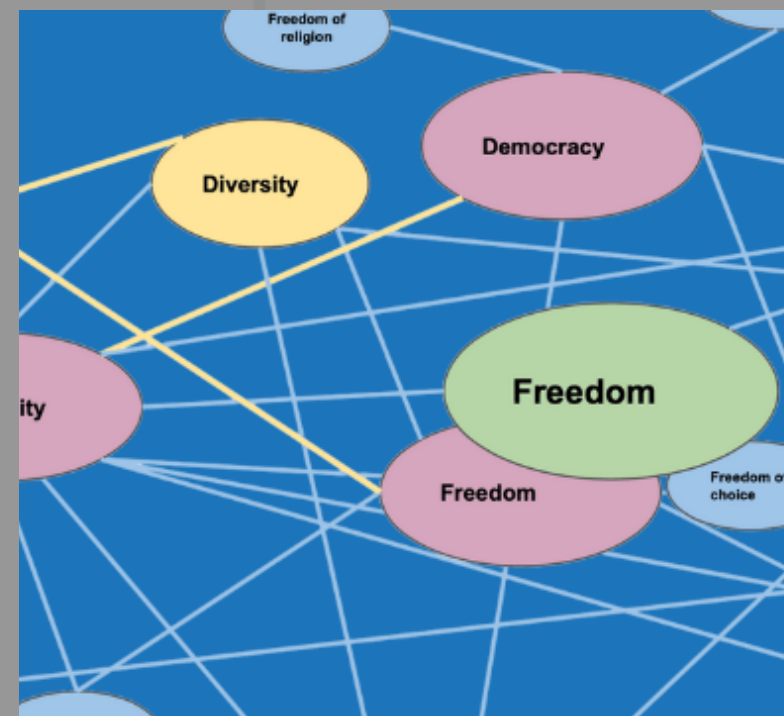 Freedom of
religion
Democracy
Diversity
Freedom
ity
Freedom
Freedom of
choice